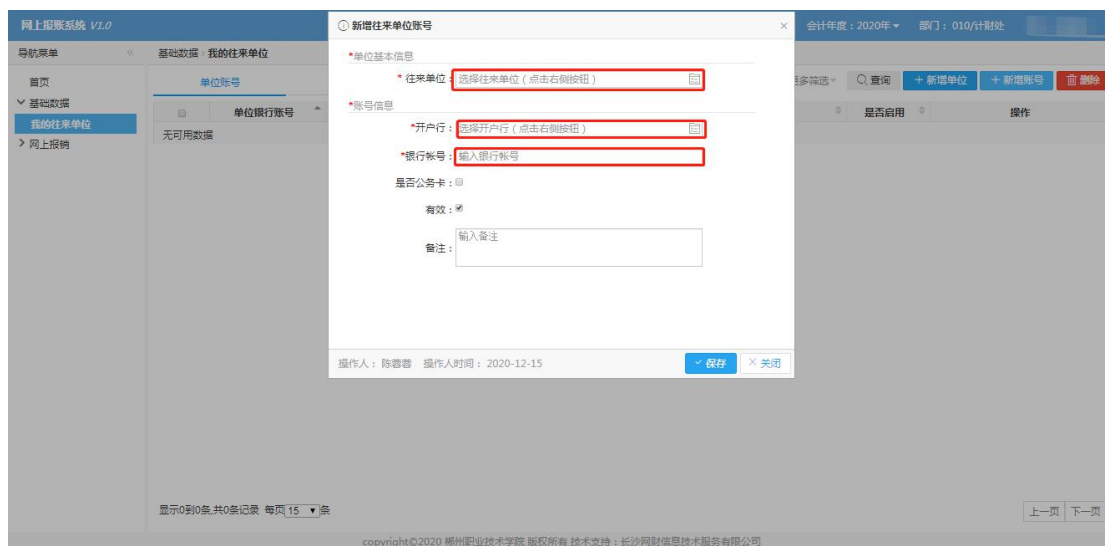 网上报账系统 V1.0
会计年度：2020年 部门：010/计财处
导航菜单
基础数据 我的往来单位
首页
基础数据
我的往来单位
网上报销
单位账号
更多筛选 查询 + 新增单位 + 新增账号 删除
单位银行账号 是否启用 操作
无可用数据
新增往来单位账号
*单位基本信息
* 往来单位：选择往来单位（点击右侧按钮）
*账号信息
*开户行：选择开户行（点击右侧按钮）
*银行帐号：输入银行帐号
是否公务卡：
有效：
备注：输入备注
操作人：陈蓉蓉 操作人时间：2020-12-15
保存 × 关闭
显示0到0条,共0条记录 每页 15 条
上一页 下一页
copyright©2020 郴州职业技术学院 版权所有 技术支持：长沙网财信息技术服务有限公司